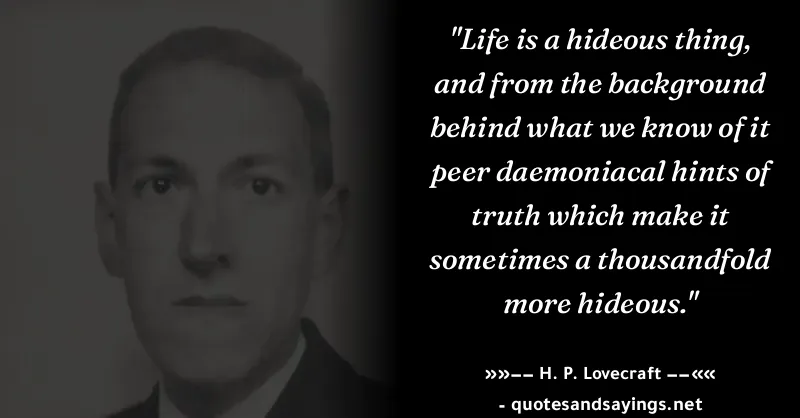 "Life is a hideous thing,
and from the background
behind what we know of it
peer daemoniacal hints of
truth which make it
sometimes a thousandfold
more hideous."
»»−− H. P. Lovecraft −−««
- quotesandsayings.net